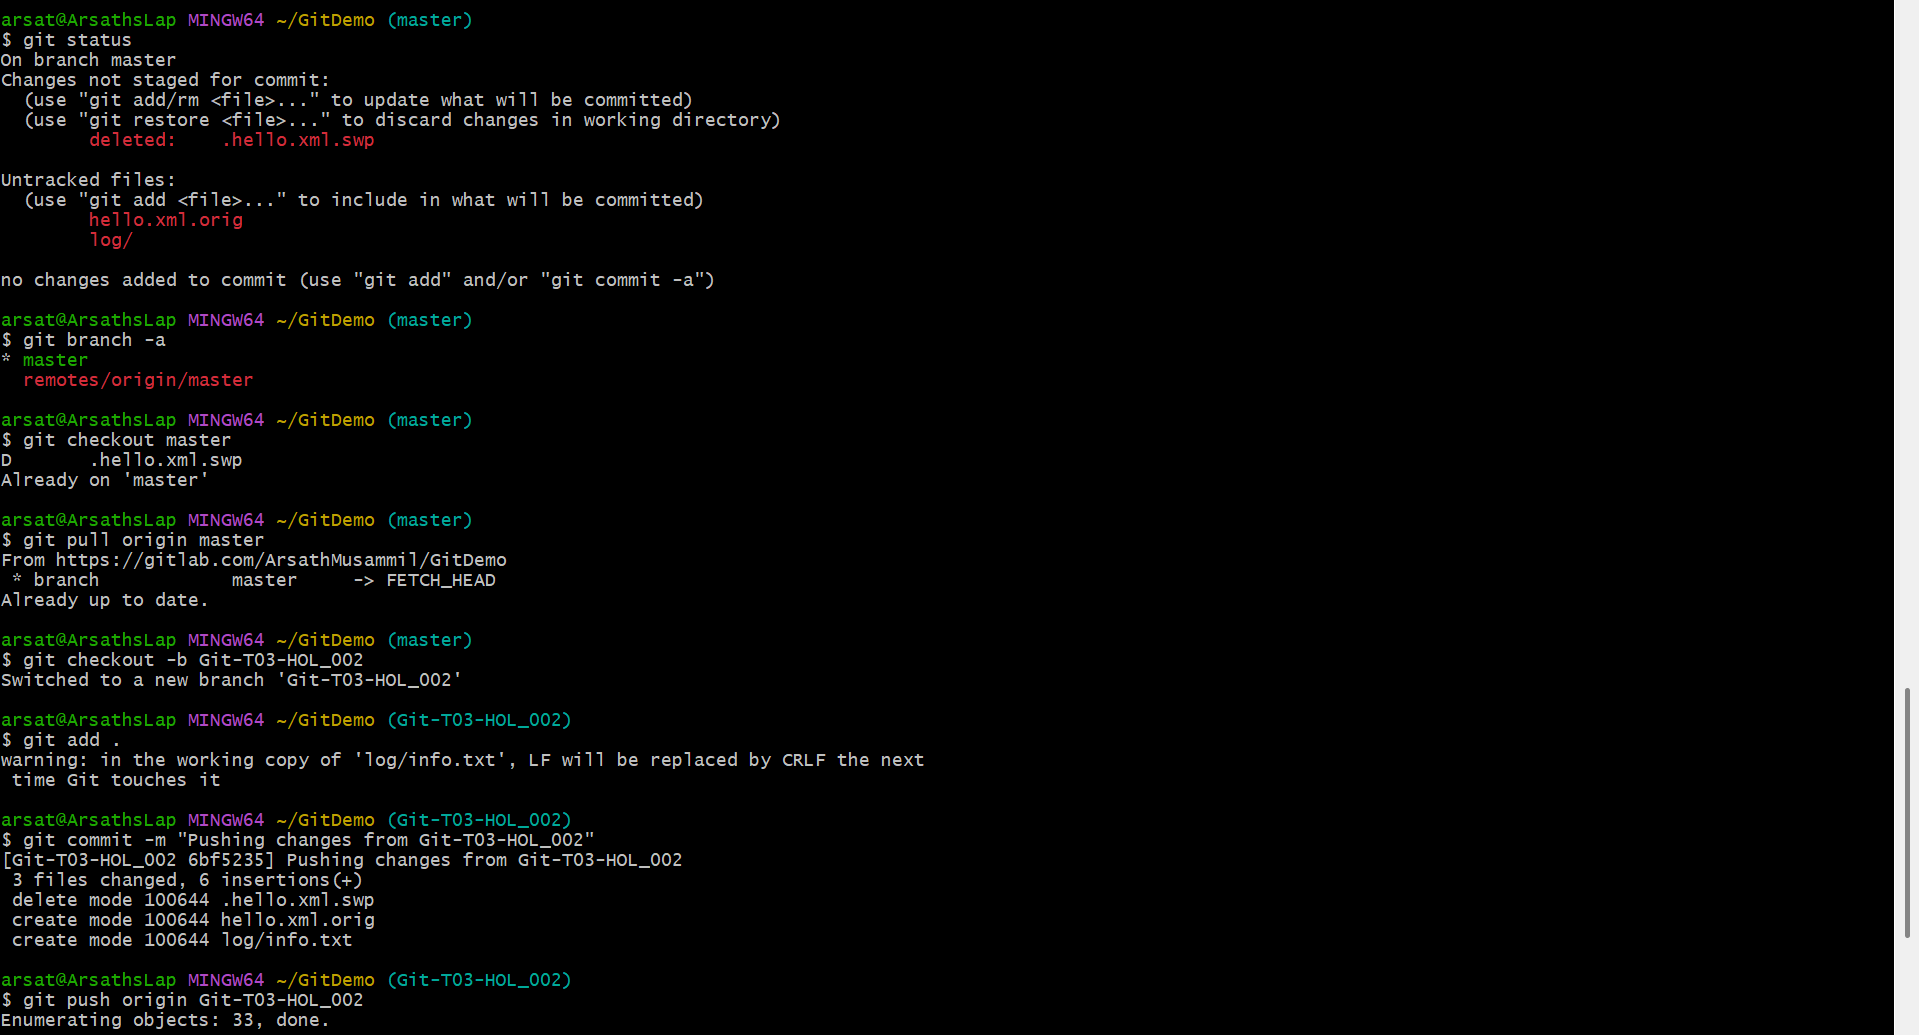 arsat@ArsathsLap MINGW64 ~/GitDemo (master)
$ git status
On branch master
Changes not staged for commit:
  (use "git add/rm <file>..." to update what will be committed)
  (use "git restore <file>..." to discard changes in working directory)
        deleted:    .hello.xml.swp

Untracked files:
  (use "git add <file>..." to include in what will be committed)
        hello.xml.orig
        log/

no changes added to commit (use "git add" and/or "git commit -a")

arsat@ArsathsLap MINGW64 ~/GitDemo (master)
$ git branch -a
* master
  remotes/origin/master

arsat@ArsathsLap MINGW64 ~/GitDemo (master)
$ git checkout master
D       .hello.xml.swp
Already on 'master'

arsat@ArsathsLap MINGW64 ~/GitDemo (master)
$ git pull origin master
From https://gitlab.com/ArsathMusammil/GitDemo
 * branch            master     -> FETCH_HEAD
Already up to date.

arsat@ArsathsLap MINGW64 ~/GitDemo (master)
$ git checkout -b Git-T03-HOL_002
Switched to a new branch 'Git-T03-HOL_002'

arsat@ArsathsLap MINGW64 ~/GitDemo (Git-T03-HOL_002)
$ git add .
warning: in the working copy of 'log/info.txt', LF will be replaced by CRLF the next
 time Git touches it

arsat@ArsathsLap MINGW64 ~/GitDemo (Git-T03-HOL_002)
$ git commit -m "Pushing changes from Git-T03-HOL_002"
[Git-T03-HOL_002 6bf5235] Pushing changes from Git-T03-HOL_002
 3 files changed, 6 insertions(+)
 delete mode 100644 .hello.xml.swp
 create mode 100644 hello.xml.orig
 create mode 100644 log/info.txt

arsat@ArsathsLap MINGW64 ~/GitDemo (Git-T03-HOL_002)
$ git push origin Git-T03-HOL_002
Enumerating objects: 33, done.